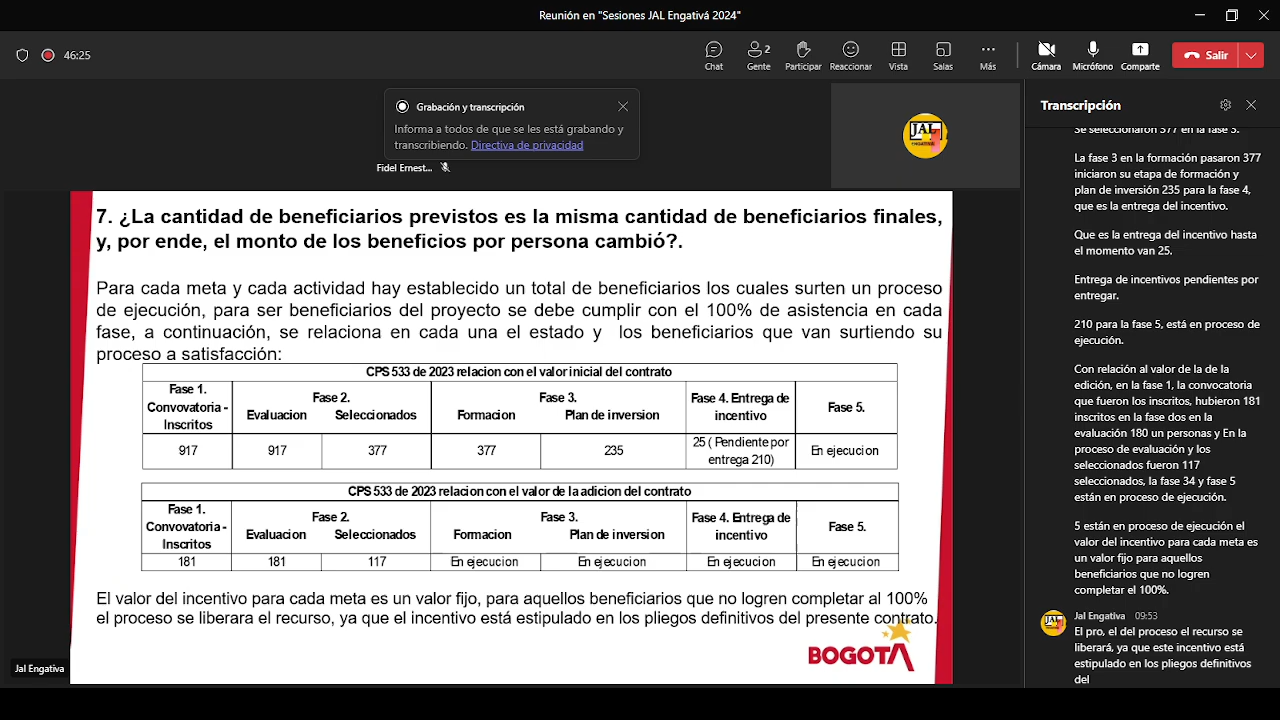 Reunión en "Sesiones JAL Engativá 2024"
46:25
Chat
2
Gente
Participar
Reaccionar
Vista
Salas
Más
Cámara
Micrófono
Comparte
Salir
Grabación y transcripción
Informa a todos de que se les está grabando y
transcribiendo. Directiva de privacidad
Fidel Ernest...
JAL
ENGATIVÁ
7. ¿La cantidad de beneficiarios previstos es la misma cantidad de beneficiarios finales,
y, por ende, el monto de los beneficios por persona cambió?.
Para cada meta y cada actividad hay establecido un total de beneficiarios los cuales surten un proceso
de ejecución, para ser beneficiarios del proyecto se debe cumplir con el 100% de asistencia en cada
fase, a continuación, se relaciona en cada una el estado y los beneficiarios que van surtiendo su
proceso a satisfacción:
CPS 533 de 2023 relacion con el valor inicial del contrato
Fase 1.
Convovatoria -
Inscritos
Fase 2.
Evaluacion
Seleccionados
Fase 3.
Formacion
Plan de inversion
Fase 4. Entrega de
incentivo
Fase 5.
917
917
377
377
235
25 ( Pendiente por
entrega 210)
En ejecucion
CPS 533 de 2023 relacion con el valor de la adicion del contrato
Fase 1.
Convovatoria -
Inscritos
Fase 2.
Evaluacion
Seleccionados
Fase 3.
Formacion
Plan de inversion
Fase 4. Entrega de
incentivo
Fase 5.
181
181
117
En ejecucion
En ejecucion
En ejecucion
En ejecucion
El valor del incentivo para cada meta es un valor fijo, para aquellos beneficiarios que no logren completar al 100%
el proceso se liberara el recurso, ya que el incentivo está estipulado en los pliegos definitivos del presente contrato.
BOGOTÁ
Jal Engativa
Transcripción
Se seleccionaron 377 en la fase 3.
La fase 3 en la formación pasaron 377
iniciaron su etapa de formación y
plan de inversión 235 para la fase 4,
que es la entrega del incentivo.
Que es la entrega del incentivo hasta
el momento van 25.
Entrega de incentivos pendientes por
entregar.
210 para la fase 5, está en proceso de
ejecución.
Con relación al valor de la de la
edición, en la fase 1, la convocatoria
que fueron los inscritos, hubieron 181
inscritos en la fase dos en la
evaluación 180 un personas y En la
proceso de evaluación y los
seleccionados fueron 117
seleccionados, la fase 34 y fase 5
están en proceso de ejecución.
5 están en proceso de ejecución el
valor del incentivo para cada meta es
un valor fijo para aquellos
beneficiarios que no logren
completar el 100%.
JAL
Jal Engativa 09:53
El pro, el del proceso el recurso se
liberará, ya que este incentivo está
estipulado en los pliegos definitivos
del